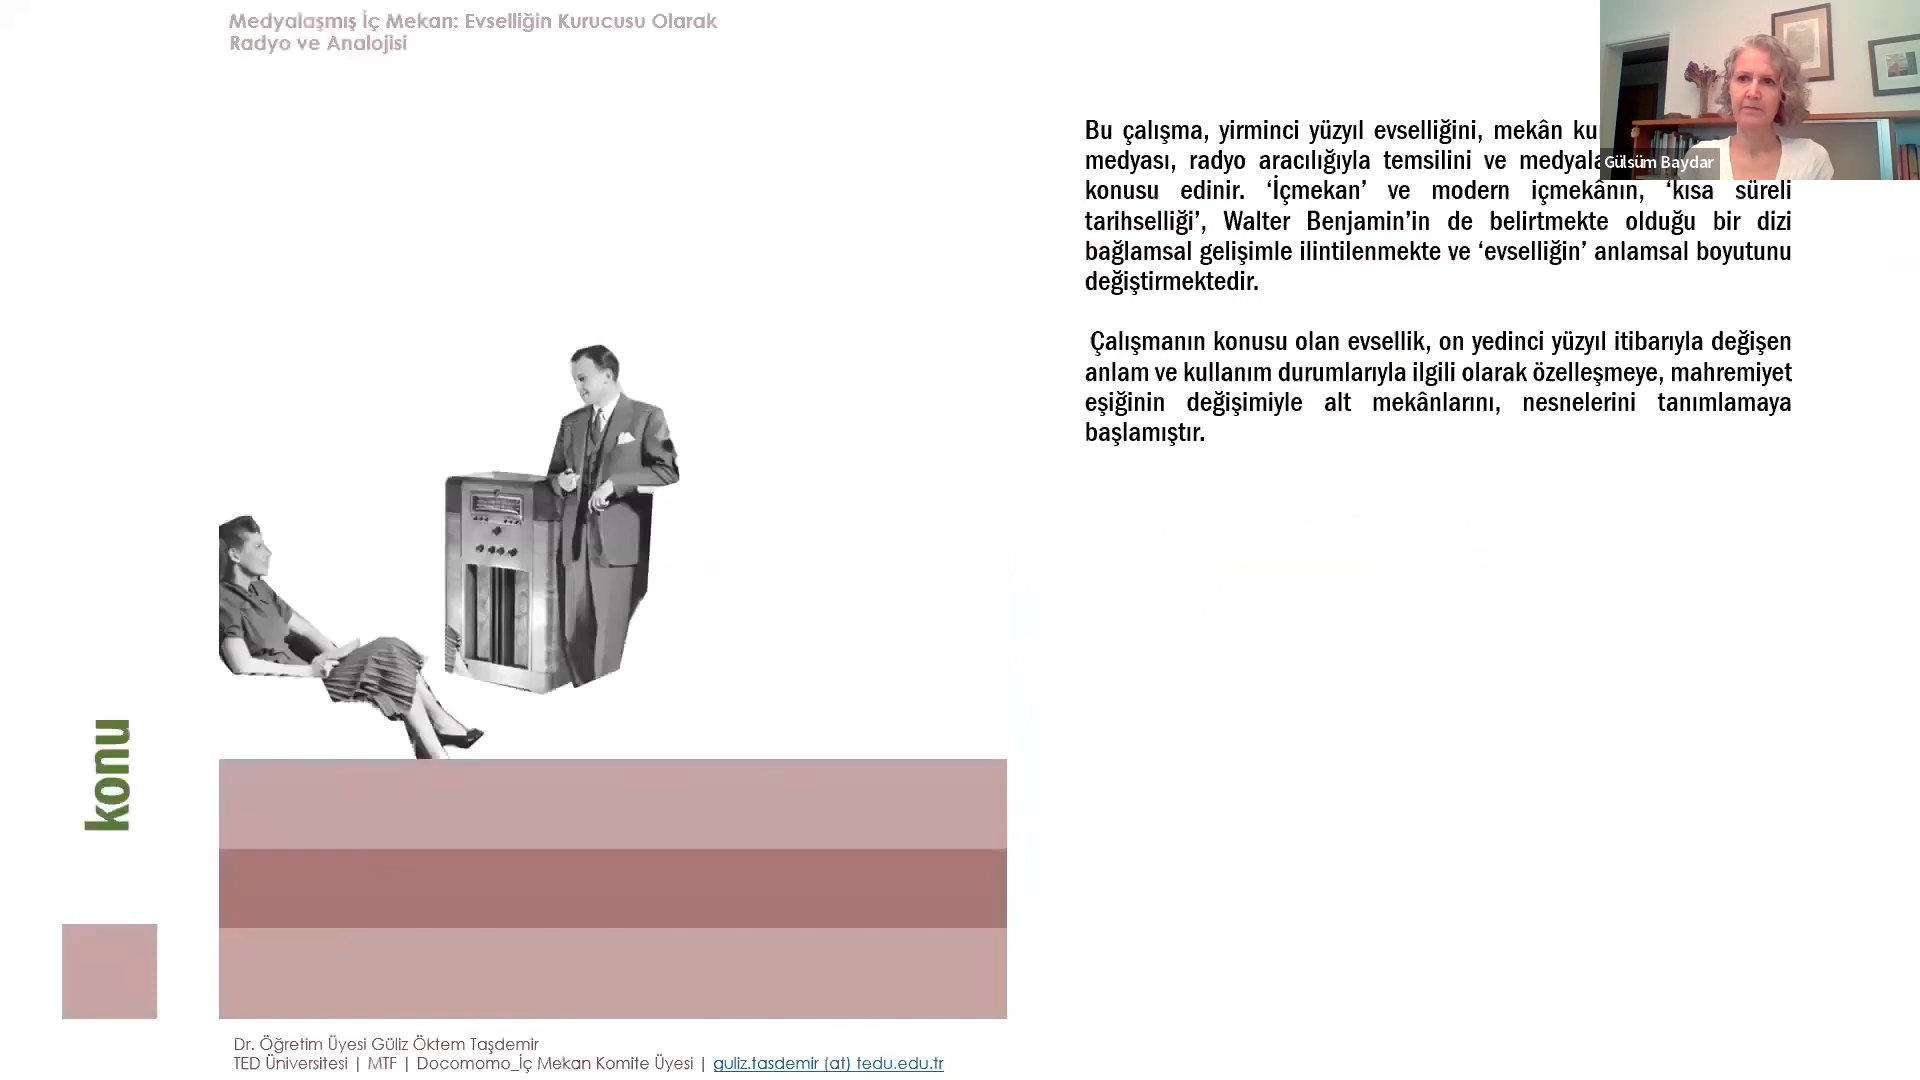 Medyalaşmış İç Mekan: Evselliğin Kurucusu Olarak
Radyo ve Analojisi
Bu çalışma, yirminci yüzyıl evselliğini, mekân
medyası, radyo aracılığıyla temsilini ve
konusu edinir. ‘İçmekan’ ve modern içmekânın, ‘kısa süreli
tarihselliği’, Walter Benjamin’in de belirtmekte olduğu bir dizi
bağlamsal gelişimle ilintilenmekte ve ‘evselliğin’ anlamsal boyutunu
değiştirmektedir.
Çalışmanın konusu olan evsellik, on yedinci yüzyıl itibarıyla değişen
anlam ve kullanım durumlarıyla ilgili olarak özelleşmeye, mahremiyet
eşiğinin değişimiyle alt mekânlarını, nesnelerini tanımlamaya
başlamıştır.
Gülsüm Baydar
konu
Dr. Öğretim Üyesi Güliz Öktem Taşdemir
TED Üniversitesi | MTF | Docomomo_İç Mekan Komite Üyesi | guliz.tasdemir (at) tedu.edu.tr